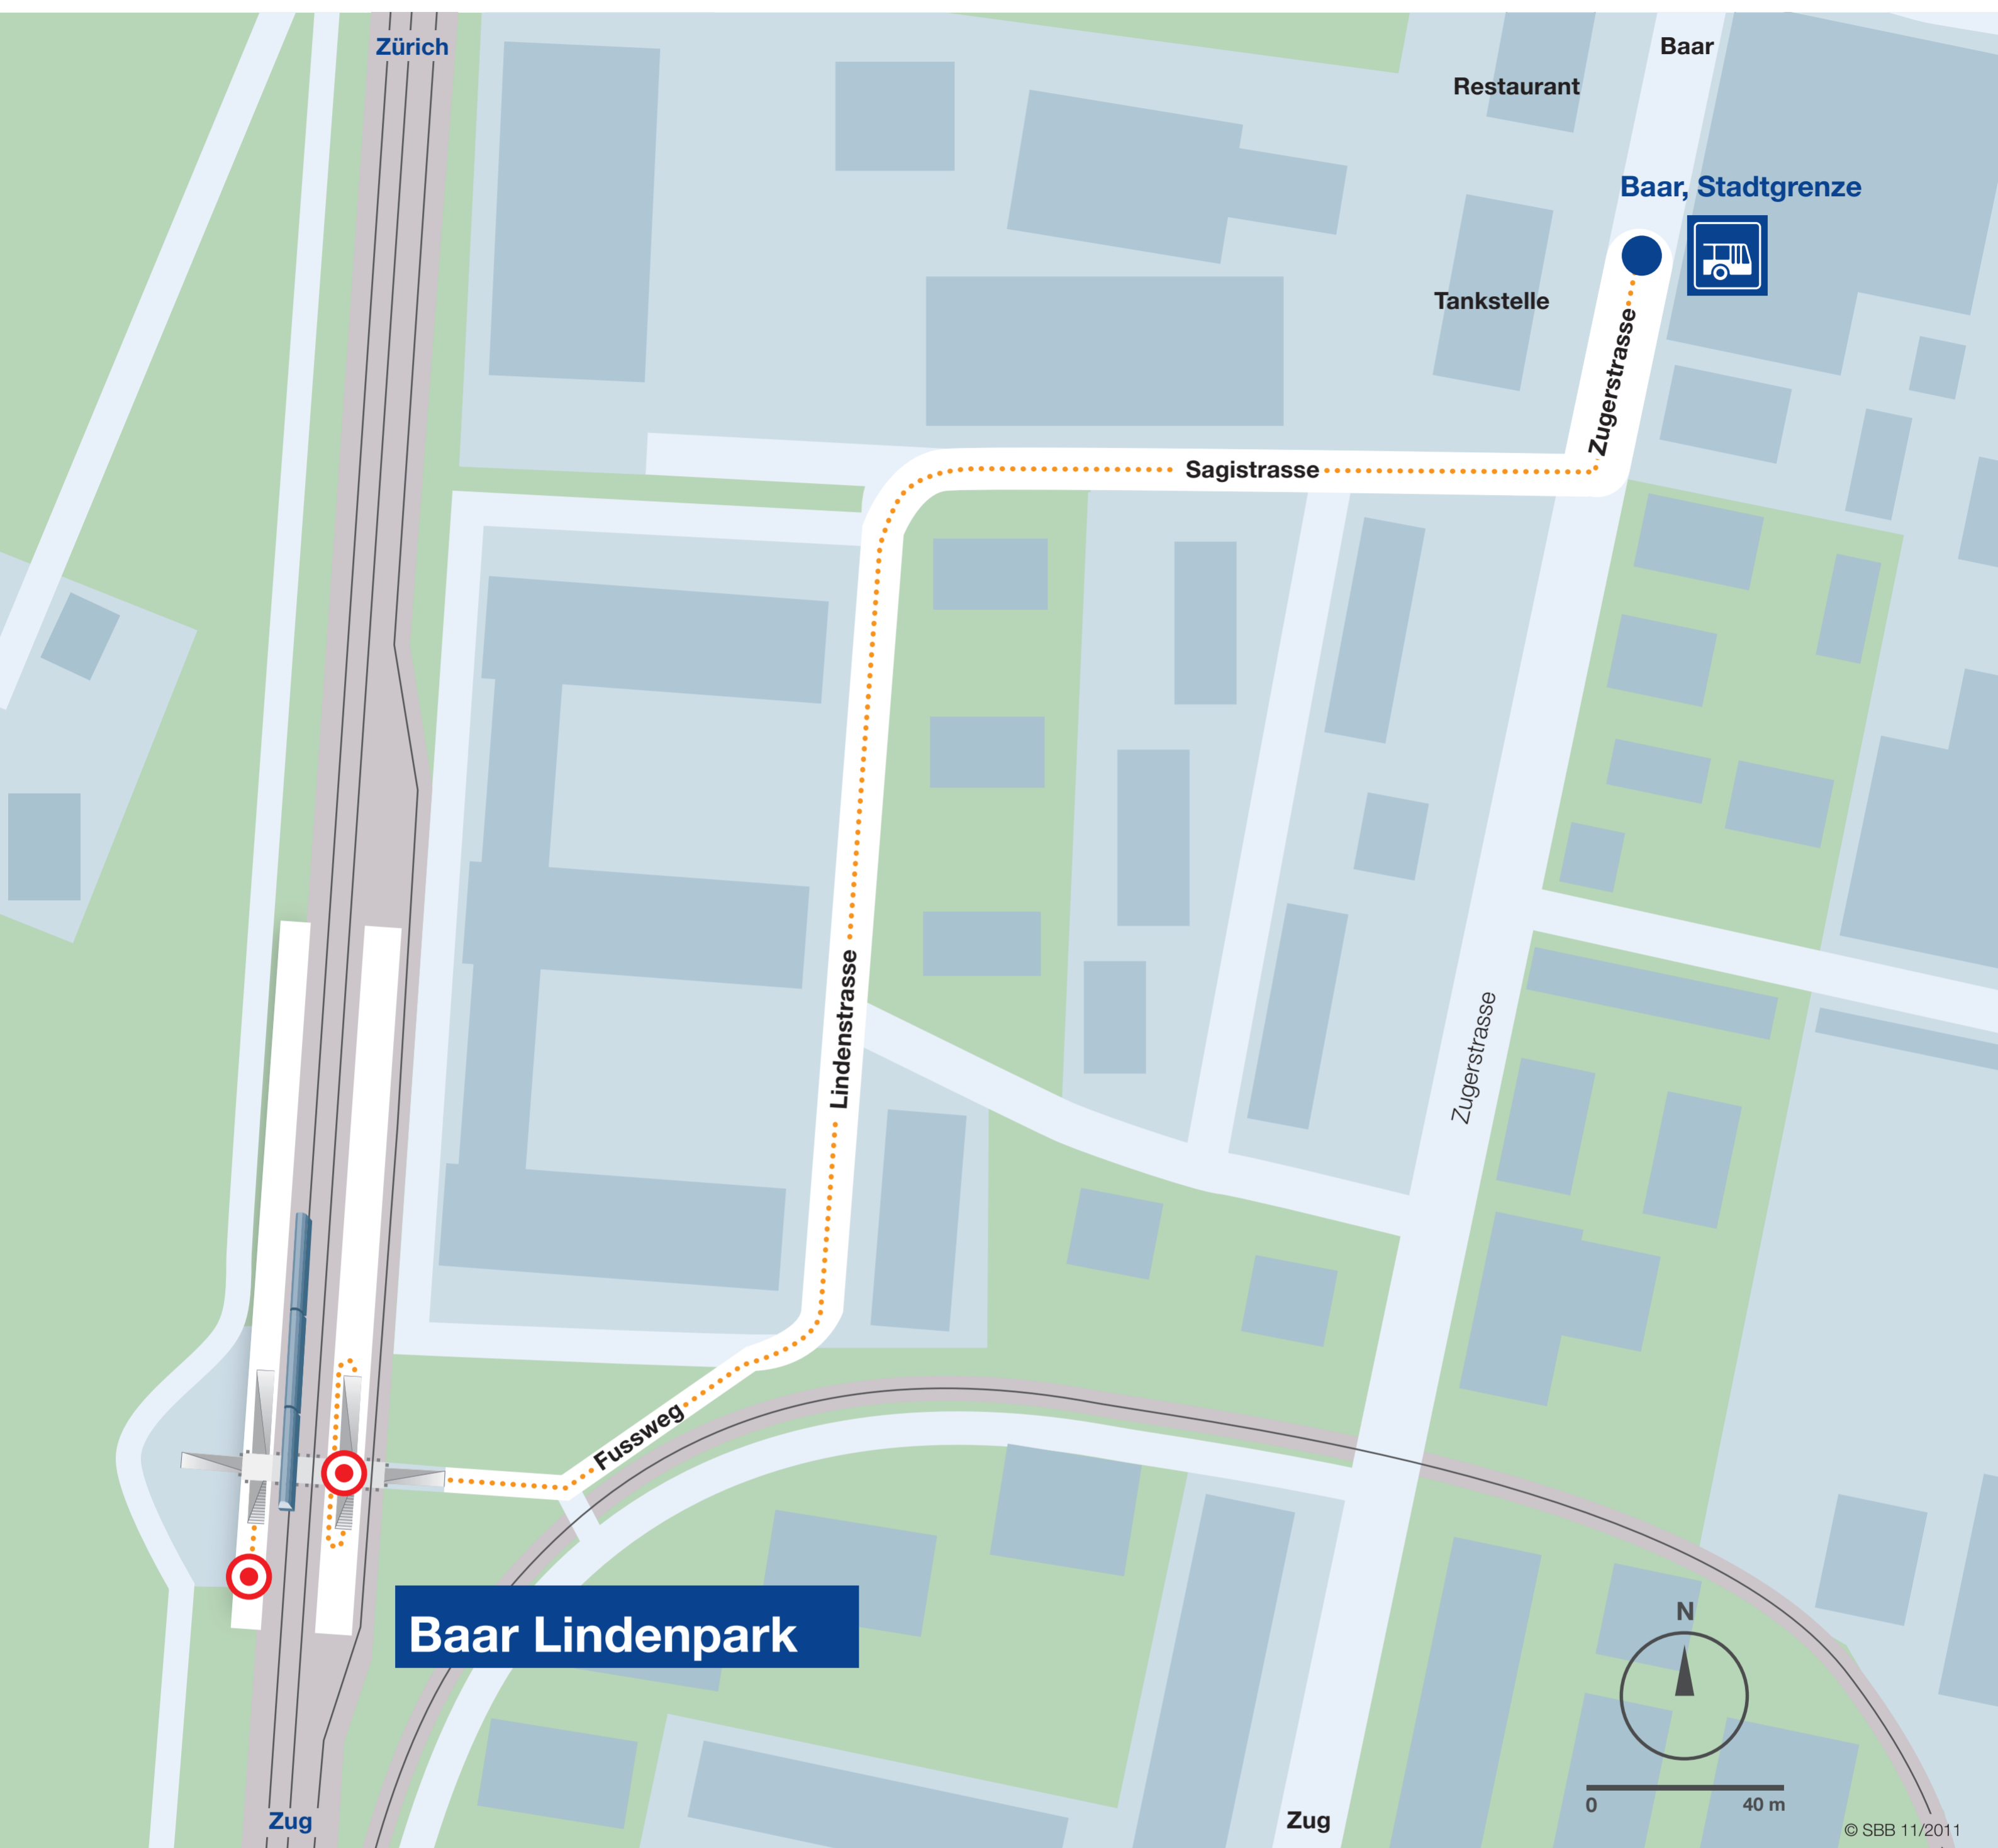 Zürich
Baar
Restaurant
Baar, Stadtgrenze
Tankstelle
Zugerstrasse
Sagistrasse
Lindenstrasse
Zugerstrasse
Fussweg
Baar Lindenpark
N
0 40 m
Zug
Zug
© SBB 11/2011